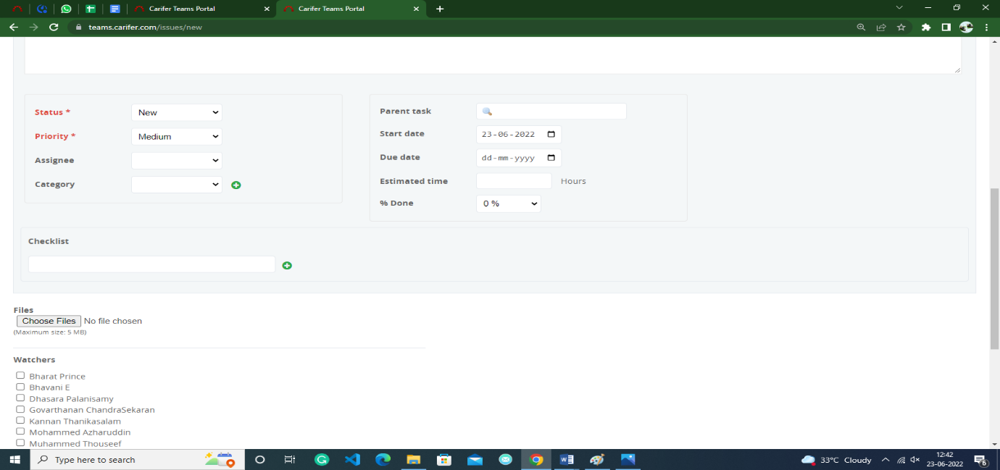 Carifer Teams Portal
Carifer Teams Portal
teams.carifer.com/issues/new
Status *
New
Priority *
Medium
Assignee
Category
Parent task
Start date
23-06-2022
Due date
dd-mm-yyyy
Estimated time
Hours
% Done
0 %
Checklist
Files
Choose Files No file chosen
(Maximum size: 5 MB)
Watchers
Bharat Prince
Bhavani E
Dhasara Palanisamy
Govarthanan ChandraSekaran
Kannan Thanikasalam
Mohammed Azharuddin
Muhammed Thouseef
Type here to search
33°C Cloudy
12:42
23-06-2022
6